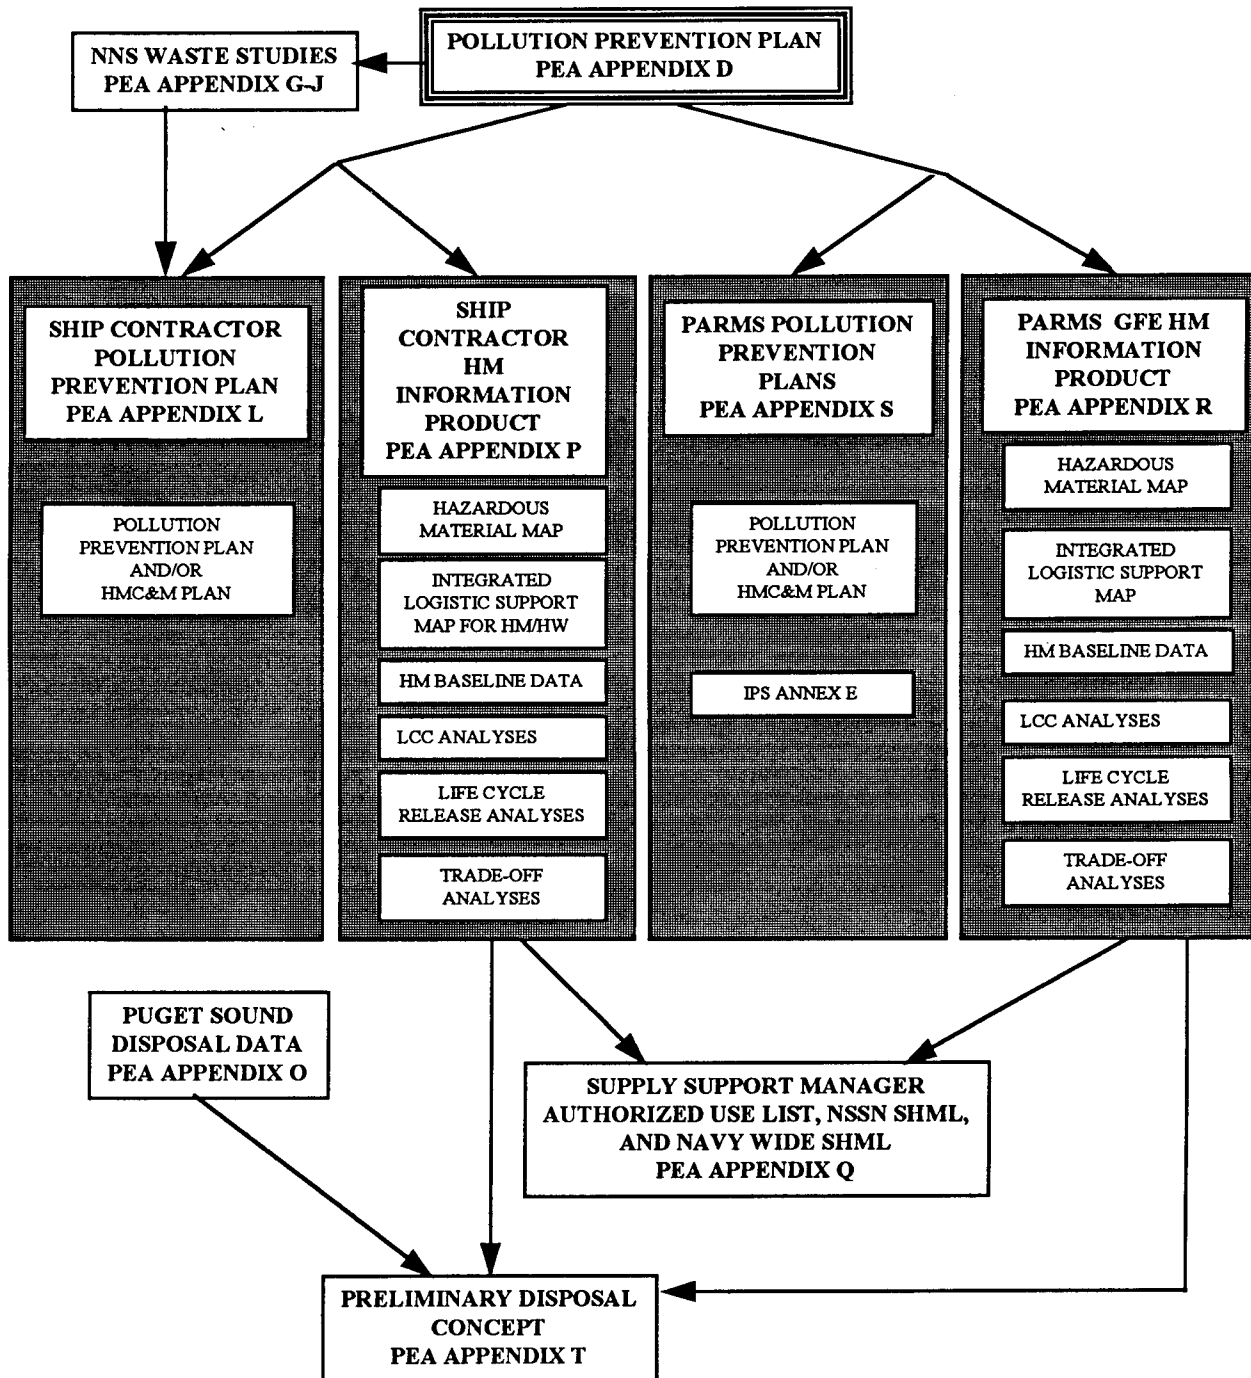 POLLUTION PREVENTION PLAN
PEA APPENDIX D
NNS WASTE STUDIES
PEA APPENDIX G-J
SHIP CONTRACTOR
POLLUTION
PREVENTION PLAN
PEA APPENDIX L
POLLUTION
PREVENTION PLAN
AND/OR
HMC&M PLAN
SHIP
CONTRACTOR
HM
INFORMATION
PRODUCT
PEA APPENDIX P
HAZARDOUS
MATERIAL MAP
INTEGRATED
LOGISTIC SUPPORT
MAP FOR HM/HW
HM BASELINE DATA
LCC ANALYSES
LIFE CYCLE
RELEASE ANALYSES
TRADE-OFF
ANALYSES
PARMS POLLUTION
PREVENTION
PLANS
PEA APPENDIX S
POLLUTION
PREVENTION PLAN
AND/OR
HMC&M PLAN
IPS ANNEX E
PARMS GFE HM
INFORMATION
PRODUCT
PEA APPENDIX R
HAZARDOUS
MATERIAL MAP
INTEGRATED
LOGISTIC SUPPORT
MAP
HM BASELINE DATA
LCC ANALYSES
LIFE CYCLE
RELEASE ANALYSES
TRADE-OFF
ANALYSES
PUGET SOUND
DISPOSAL DATA
PEA APPENDIX O
SUPPLY SUPPORT MANAGER
AUTHORIZED USE LIST, NSSN SHML,
AND NAVY WIDE SHML
PEA APPENDIX Q
PRELIMINARY DISPOSAL
CONCEPT
PEA APPENDIX T